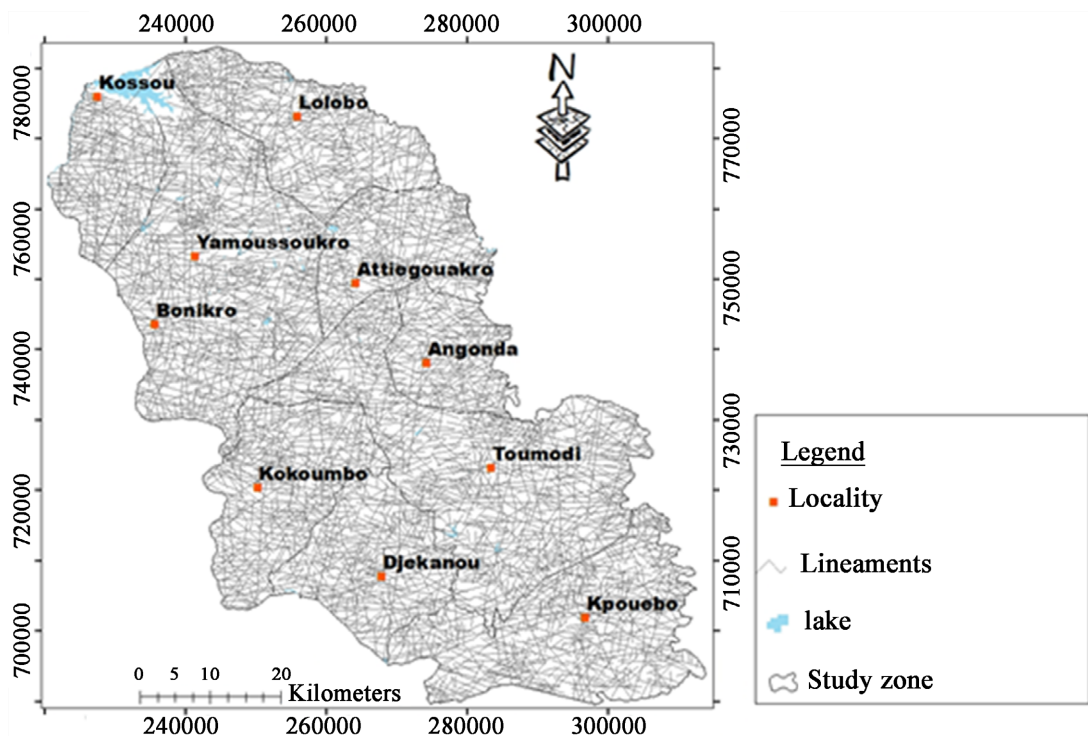 240000 260000 280000 300000
N
Kossou
Lolobo
Yamoussoukro
Attiegouakro
Bonikro
Angonda
Toumodi
Kokoumbo
Djekanou
Kpouebo
780000
760000
740000
720000
700000
770000
750000
730000
710000
0 5 10 20
Kilometers
240000 260000 280000 300000
Legend
Locality
Lineaments
lake
Study zone